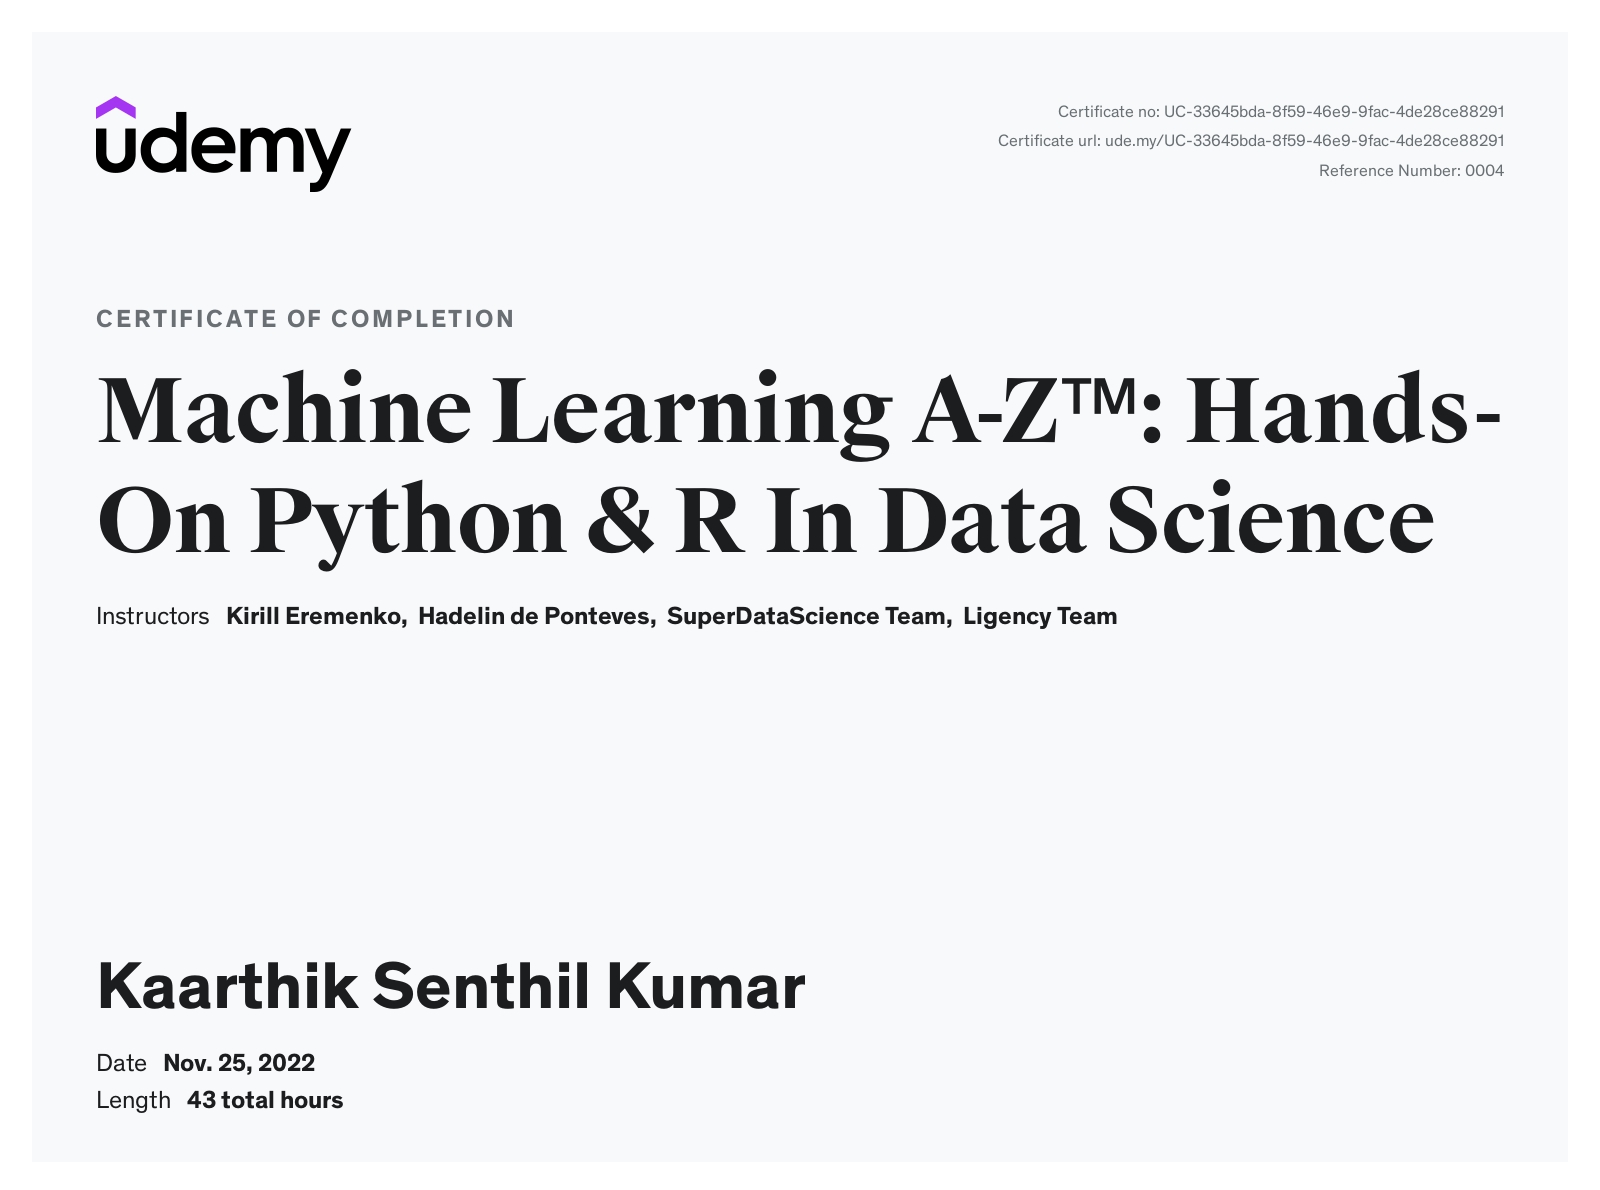 udemy
Certificate no: UC-33645bda-8f59-46e9-9fac-4de28ce88291
Certificate url: ude.my/UC-33645bda-8f59-46e9-9fac-4de28ce88291
Reference Number: 0004
CERTIFICATE OF COMPLETION
Machine Learning A-Z™: Hands-
On Python & R In Data Science
Instructors Kirill Eremenko, Hadelin de Ponteves, SuperDataScience Team, Ligency Team
Kaarthik Senthil Kumar
Date Nov. 25, 2022
Length 43 total hours